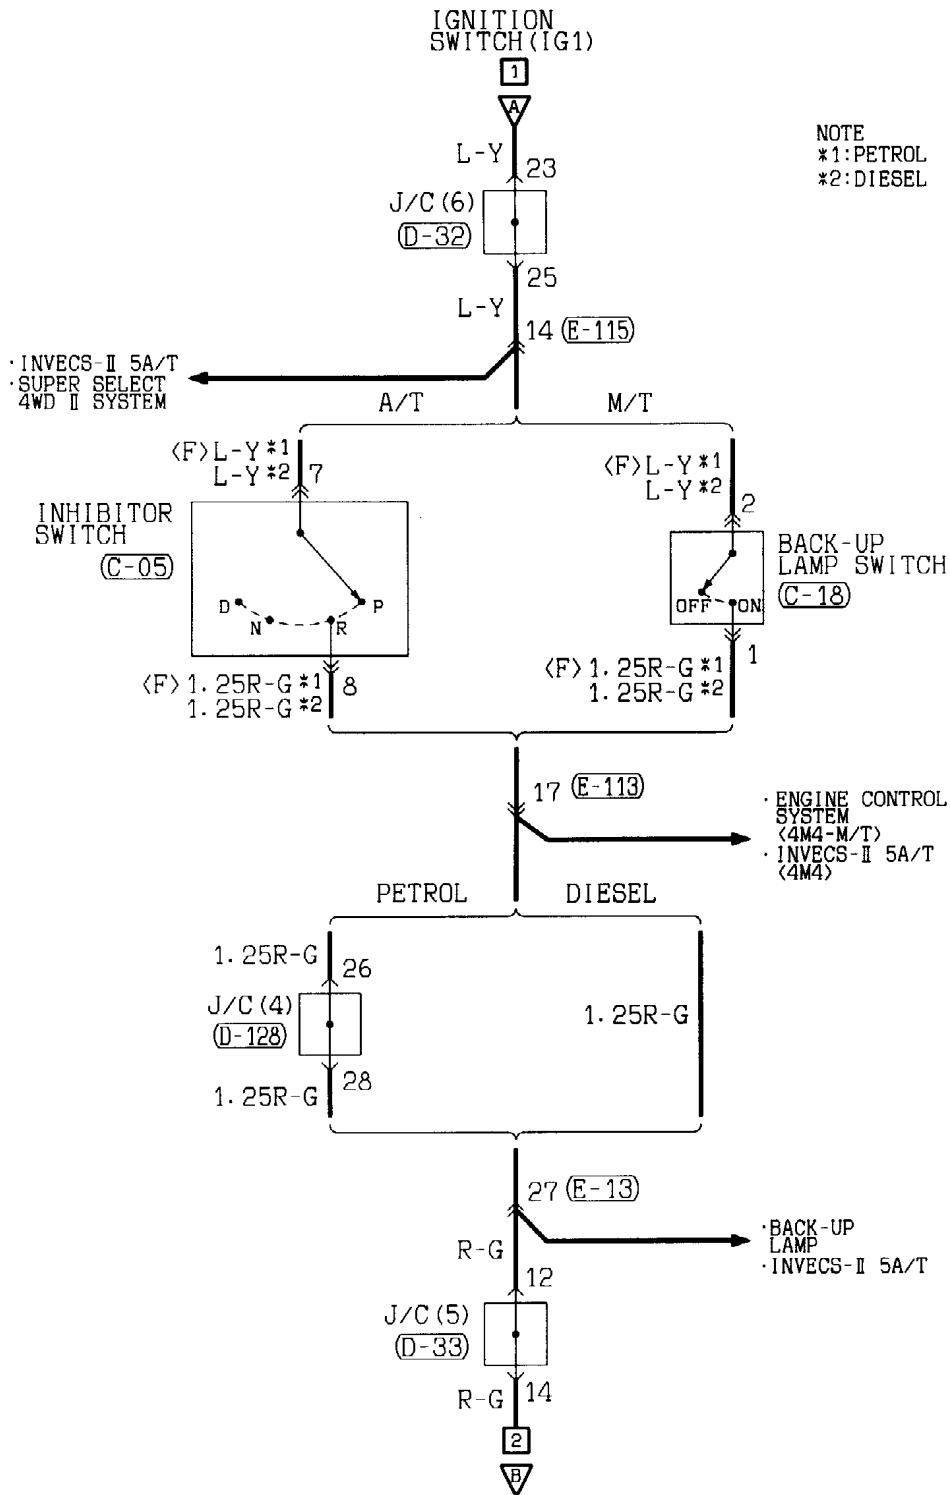 IGNITION
SWITCH(IG1)
1
A
NOTE
*1:PETROL
*2:DIESEL
L-Y
23
J/C(6)
D-32
25
L-Y
14 E-115
·INVECS-Ⅱ 5A/T
·SUPER SELECT
4WD Ⅱ SYSTEM
A/T
M/T
<F>L-Y*1
L-Y*2
7
<F>L-Y*1
L-Y*2
2
INHIBITOR
SWITCH
C-05
D
N
R
P
BACK-UP
LAMP SWITCH
C-18
OFF
ON
<F>1.25R-G*1
1.25R-G*2
8
<F>1.25R-G*1
1.25R-G*2
1
17 E-113
·ENGINE CONTROL
SYSTEM
<4M4-M/T>
·INVECS-Ⅱ 5A/T
<4M4>
PETROL
DIESEL
1.25R-G
26
J/C(4)
D-128
1.25R-G
28
1.25R-G
27 E-13
·BACK-UP
LAMP
·INVECS-Ⅱ 5A/T
R-G
12
J/C(5)
D-33
R-G
14
2
B